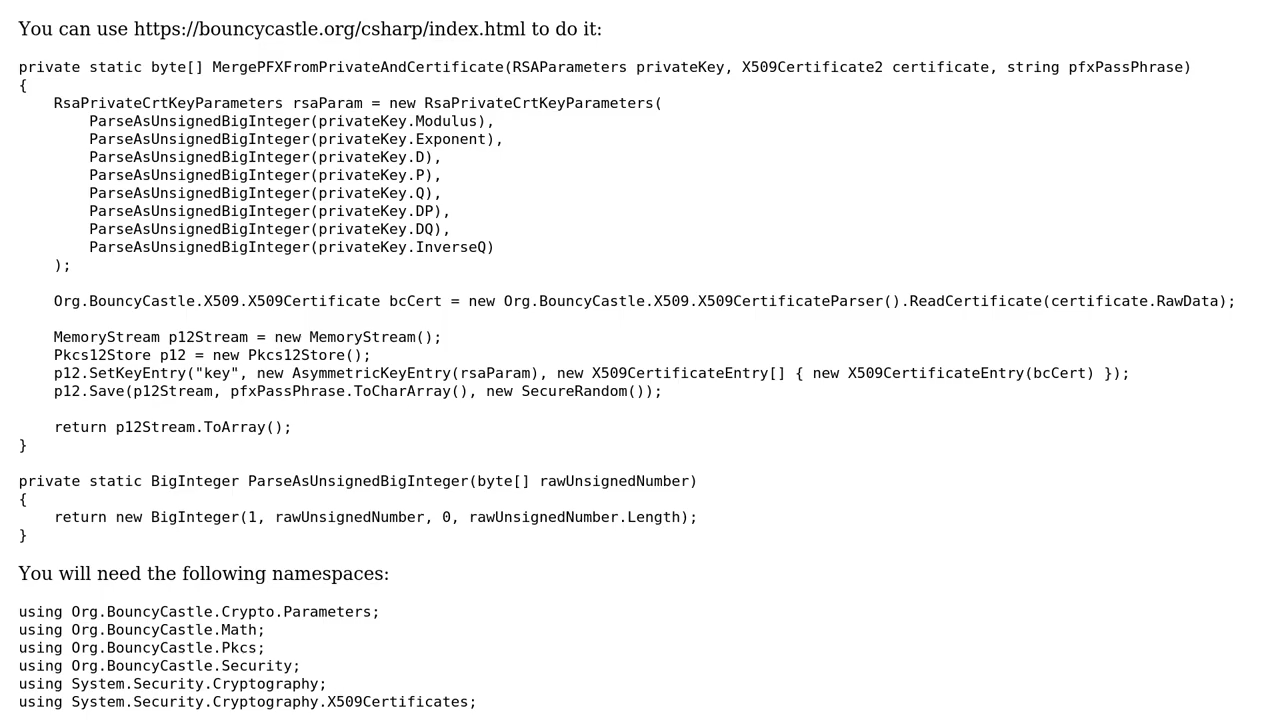 You can use https://bouncycastle.org/csharp/index.html to do it:
private static byte[] MergePFXFromPrivateAndCertificate(RSAParameters privateKey, X509Certificate2 certificate, string pfxPassPhrase)
{
    RsaPrivateCrtKeyParameters rsaParam = new RsaPrivateCrtKeyParameters(
        ParseAsUnsignedBigInteger(privateKey.Modulus),
        ParseAsUnsignedBigInteger(privateKey.Exponent),
        ParseAsUnsignedBigInteger(privateKey.D),
        ParseAsUnsignedBigInteger(privateKey.P),
        ParseAsUnsignedBigInteger(privateKey.Q),
        ParseAsUnsignedBigInteger(privateKey.DP),
        ParseAsUnsignedBigInteger(privateKey.DQ),
        ParseAsUnsignedBigInteger(privateKey.InverseQ)
    );

    Org.BouncyCastle.X509.X509Certificate bcCert = new Org.BouncyCastle.X509.X509CertificateParser().ReadCertificate(certificate.RawData);

    MemoryStream p12Stream = new MemoryStream();
    Pkcs12Store p12 = new Pkcs12Store();
    p12.SetKeyEntry("key", new AsymmetricKeyEntry(rsaParam), new X509CertificateEntry[] { new X509CertificateEntry(bcCert) });
    p12.Save(p12Stream, pfxPassPhrase.ToCharArray(), new SecureRandom());

    return p12Stream.ToArray();
}

private static BigInteger ParseAsUnsignedBigInteger(byte[] rawUnsignedNumber)
{
    return new BigInteger(1, rawUnsignedNumber, 0, rawUnsignedNumber.Length);
}
You will need the following namespaces:
using Org.BouncyCastle.Crypto.Parameters;
using Org.BouncyCastle.Math;
using Org.BouncyCastle.Pkcs;
using Org.BouncyCastle.Security;
using System.Security.Cryptography;
using System.Security.Cryptography.X509Certificates;